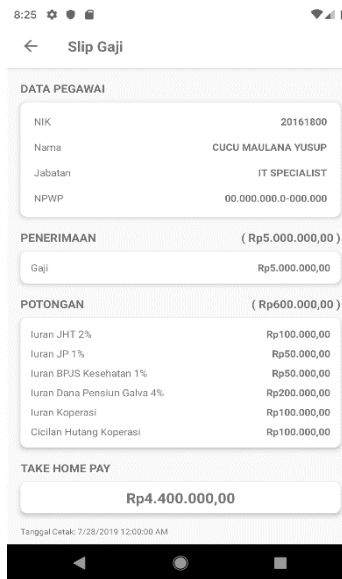 8:25
Slip Gaji
DATA PEGAWAI
NIK 20161800
Nama CUCU MAULANA YUSUP
Jabatan IT SPECIALIST
NPWP 00.000.000.0-000.000
PENERIMAAN ( Rp5.000.000,00 )
Gaji Rp5.000.000,00
POTONGAN ( Rp600.000,00 )
Iuran JHT 2% Rp100.000,00
Iuran JP 1% Rp50.000,00
Iuran BPJS Kesehatan 1% Rp50.000,00
Iuran Dana Pensiun Galva 4% Rp200.000,00
Iuran Koperasi Rp100.000,00
Cicilan Hutang Koperasi Rp100.000,00
TAKE HOME PAY
Rp4.400.000,00
Tanggal Cetak: 7/28/2019 12:00:00 AM